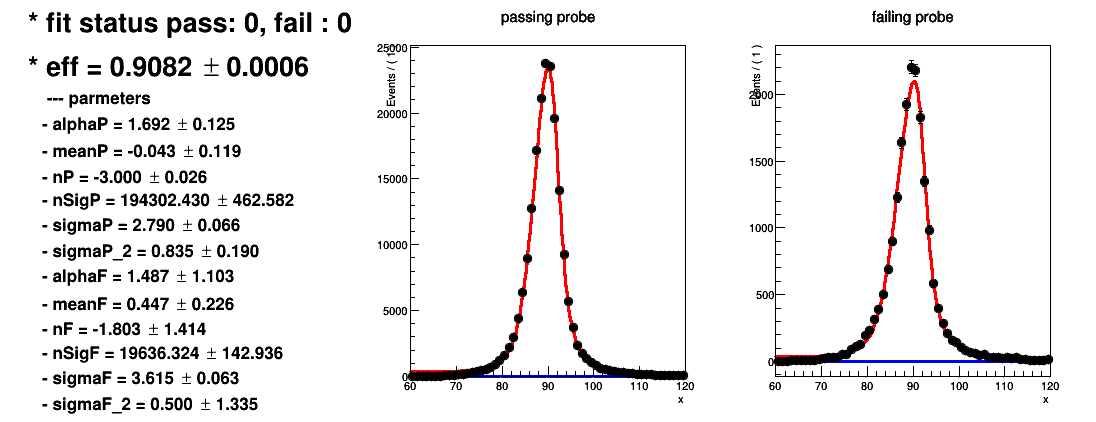 * fit status pass: 0, fail : 0
* eff = 0.9082 ± 0.0006
--- parmeters
- alphaP = 1.692 ± 0.125
- meanP = -0.043 ± 0.119
- nP = -3.000 ± 0.026
- nSigP = 194302.430 ± 462.582
- sigmaP = 2.790 ± 0.066
- sigmaP_2 = 0.835 ± 0.190
- alphaF = 1.487 ± 1.103
- meanF = 0.447 ± 0.226
- nF = -1.803 ± 1.414
- nSigF = 19636.324 ± 142.936
- sigmaF = 3.615 ± 0.063
- sigmaF_2 = 0.500 ± 1.335
passing probe
Events / ( 1 )
25000
20000
15000
10000
5000
0
60 70 80 90 100 110 120
x
failing probe
Events / ( 1 )
2000
1500
1000
500
0
60 70 80 90 100 110 120
x